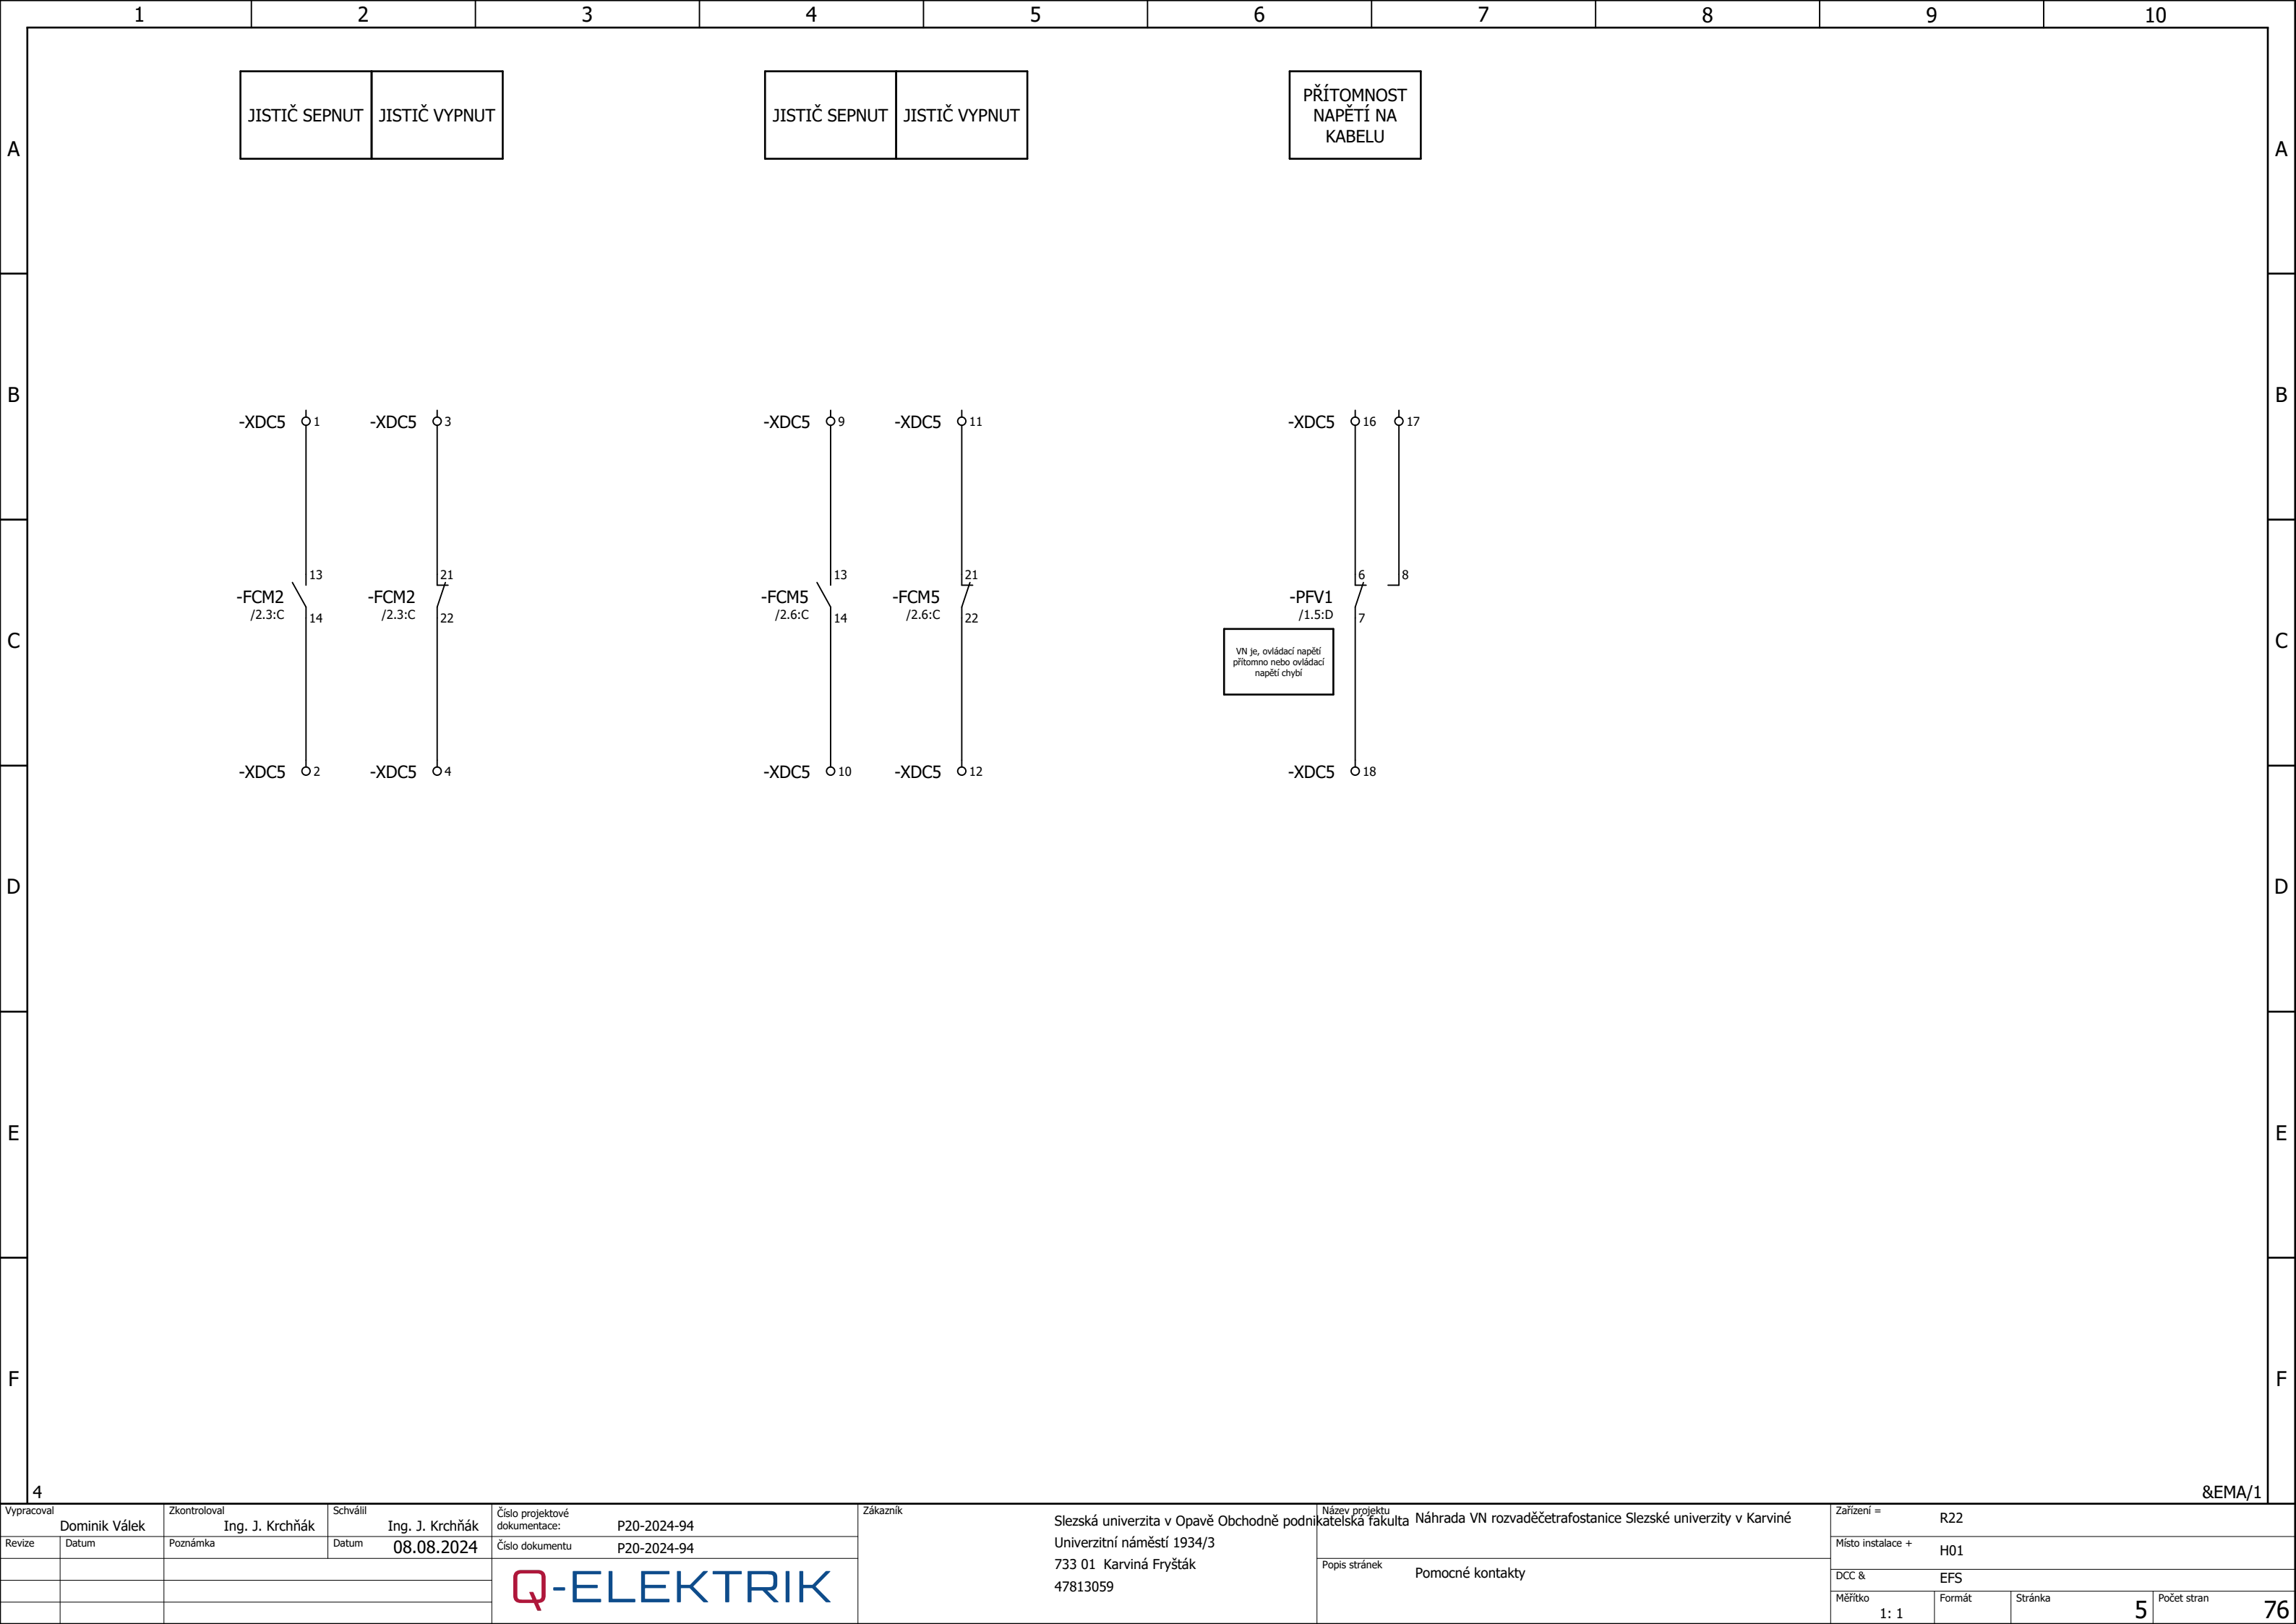 1 2 3 4 5 6 7 8 9 10
JISTIČ SEPNUT JISTIČ VYPNUT JISTIČ SEPNUT JISTIČ VYPNUT
PŘÍTOMNOST
NAPĚTÍ NA
KABELU
A A
B B
-XDC5 1 -XDC5 3 -XDC5 9 -XDC5 11 -XDC5 16 17
13 21 13 21 6 8
-FCM2 -FCM2 -FCM5 -FCM5 -PFV1
/2.3:C 14 /2.3:C 22 /2.6:C 14 /2.6:C 22 /1.5:D 7
C C
VN je, ovládací napětí
přítomno nebo ovládací
napětí chybí
-XDC5 2 -XDC5 4 -XDC5 10 -XDC5 12 -XDC5 18
D D
E E
F F
4 &EMA/1
Vypracoval
Dominik Válek
Zkontroloval
Ing. J. Krchňák
Schválil
Ing. J. Krchňák
Revize Datum Poznámka Datum 08.08.2024
Číslo projektové
dokumentace: P20-2024-94
Číslo dokumentu P20-2024-94
Q-ELEKTRIK
Zákazník
Slezská univerzita v Opavě Obchodně podnikatelská fakulta
Univerzitní náměstí 1934/3
733 01 Karviná Fryšták
47813059
Název projektu
Náhrada VN rozvaděčetrafostanice Slezské univerzity v Karviné
Popis stránek
Pomocné kontakty
Zařízení = R22
Místo instalace + H01
DCC & EFS
Měřítko
1: 1
Formát
Stránka 5
Počet stran 76